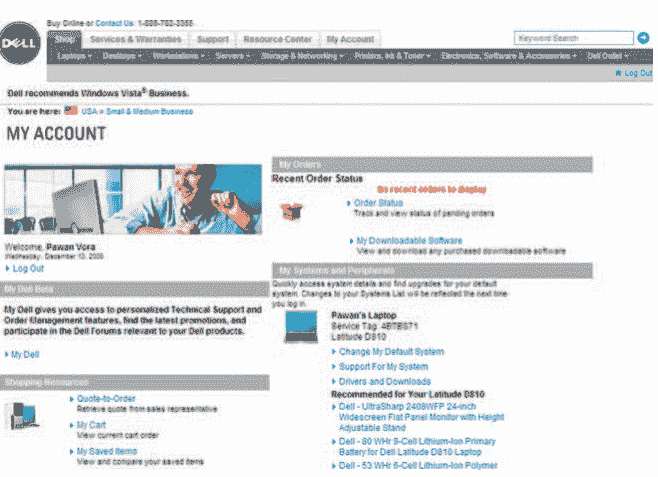 Buy Online or Contact Us
DELL
Shop
Services & Warranties
Support
Resource Center
My Account
Keyword Search
Laptops
Desktops
Workstations
Servers
Storage & Networking
Printers, Ink & Toner
Electronics, Software & Accessories
Dell Outlet
Log Out
Dell recommends Windows Vista® Business.
You are here: USA » Small & Medium Business
MY ACCOUNT
Welcome, Pawan Vora
Wednesday, December 10,
Log Out
My Dell Beta
My Dell gives you access to personalized Technical Support and
Order Management features, find the latest promotions, and
participate in the Dell Forums relevant to your Dell products.
My Dell
Shopping Resources
Quote-to-Order
Retrieve quote from sales representative
My Cart
View current cart order
My Saved Items
View and compare your saved items
My Orders
Recent Order Status
No recent orders to display
Order Status
Track and view status of pending orders
My Downloadable Software
View and download any purchased downloadable software
My Systems and Peripherals
Quickly access system details and find upgrades for your default
system. Changes to your Systems List will be reflected the next time
you log in.
Pawan's Laptop
Service Tag: 4BTBS71
Latitude D810
Change My Default System
Support For My System
Drivers and Downloads
Recommended for Your Latitude D810
Dell - UltraSharp 2408WFP 24-inch
Widescreen Flat Panel Monitor with Height
Adjustable Stand
Dell - 80 WHr 9-Cell Lithium-Ion Primary
Battery for Dell Latitude D810 Laptop
Dell - 53 WHr 6-Cell Lithium-Ion Polymer